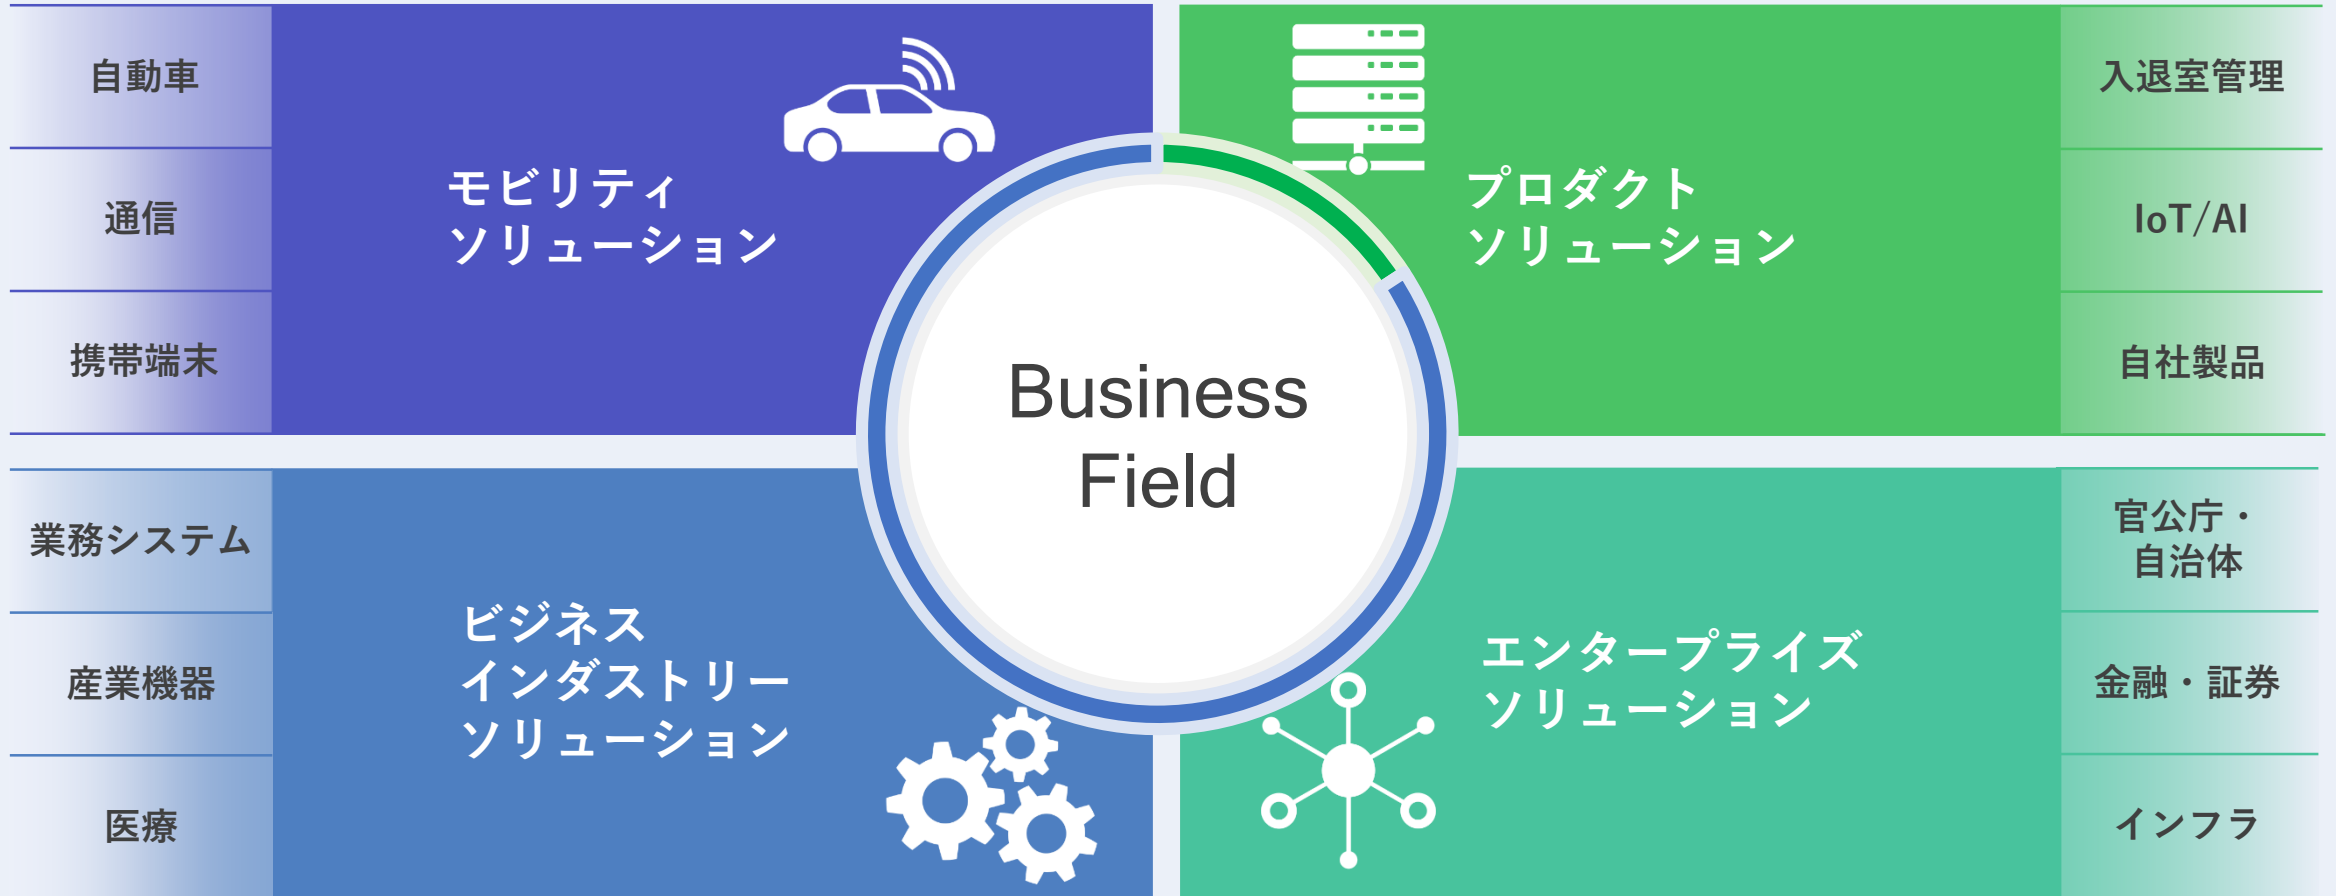 自動車
通信
携帯端末
モビリティ
ソリューション
プロダクト
ソリューション
入退室管理
IoT/AI
自社製品
Business
Field
業務システム
産業機器
医療
ビジネス
インダストリー
ソリューション
エンタープライズ
ソリューション
官公庁・
自治体
金融・証券
インフラ